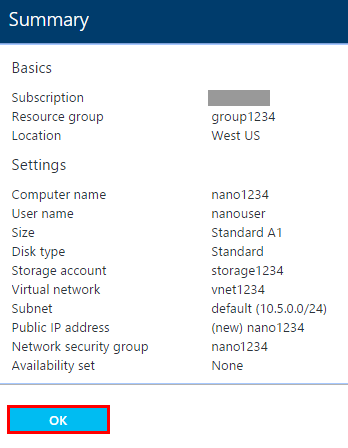 Summary
Basics
Subscription
Resource group group1234
Location West US
Settings
Computer name nano1234
User name nanouser
Size Standard A1
Disk type Standard
Storage account storage1234
Virtual network vnet1234
Subnet default (10.5.0.0/24)
Public IP address (new) nano1234
Network security group nano1234
Availability set None
OK